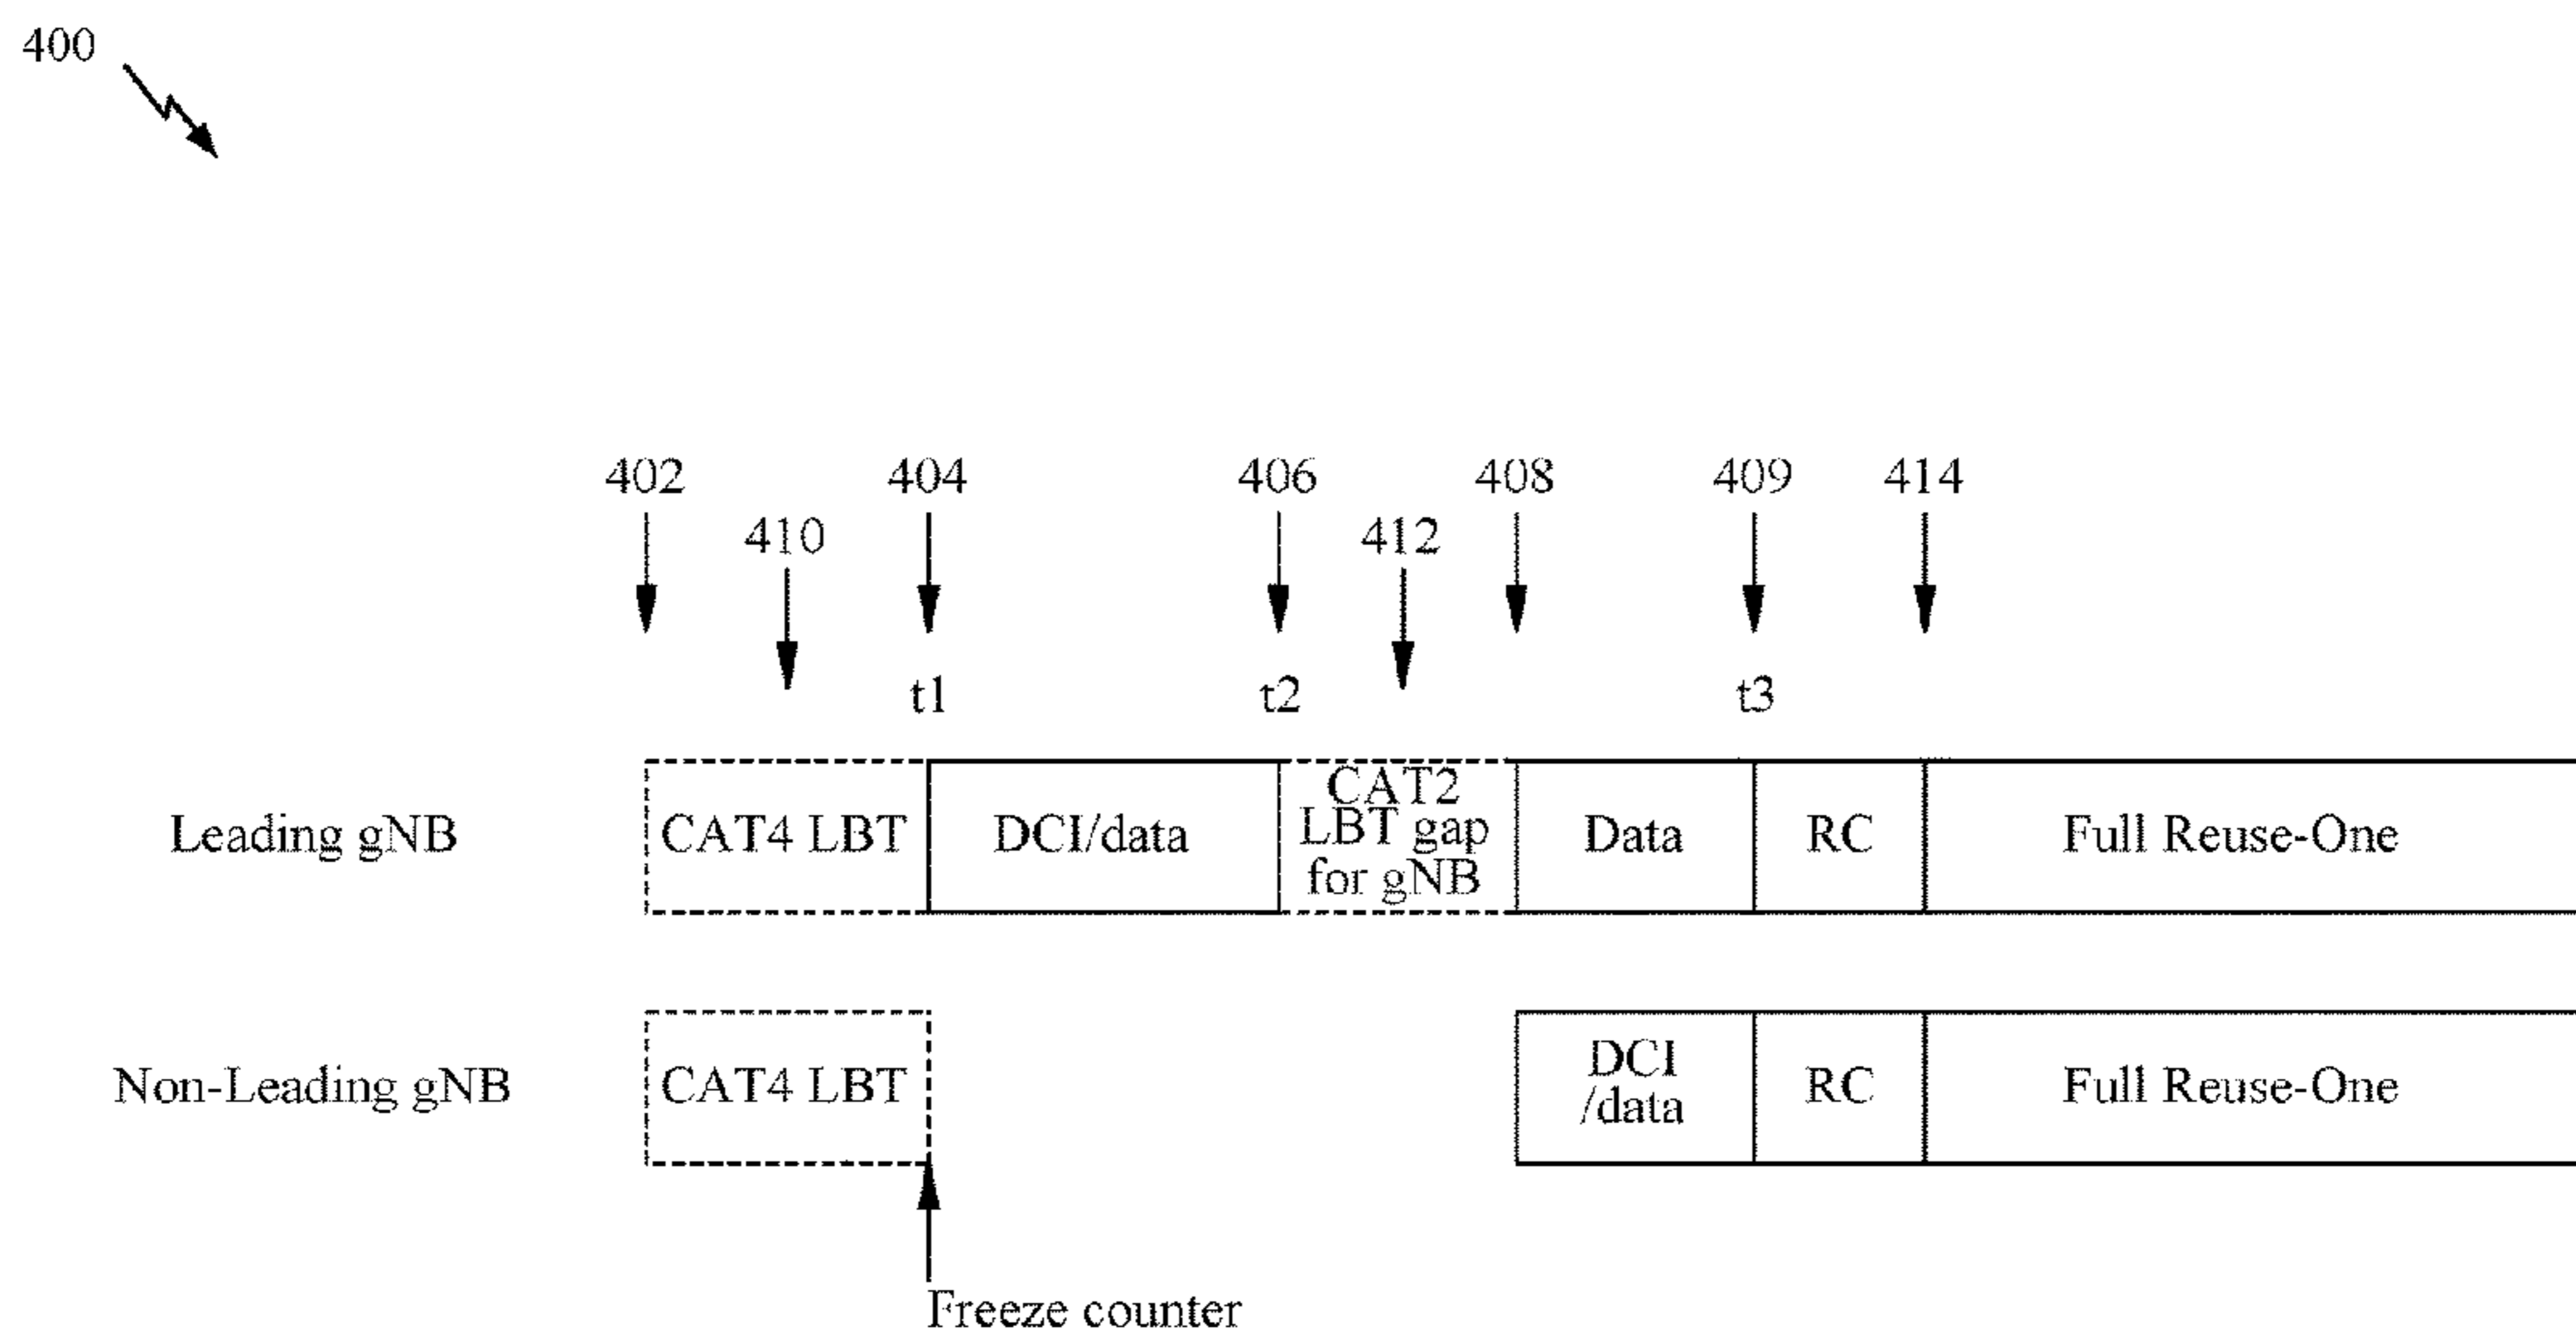 400
402 404 406 408 409 414
410 412
t1 t2 t3
Leading gNB
CAT4 LBT
DCI/data
CAT2
LBT gap
for gNB
Data
RC
Full Reuse-One
Non-Leading gNB
CAT4 LBT
DCI
/data
RC
Full Reuse-One
Freeze counter